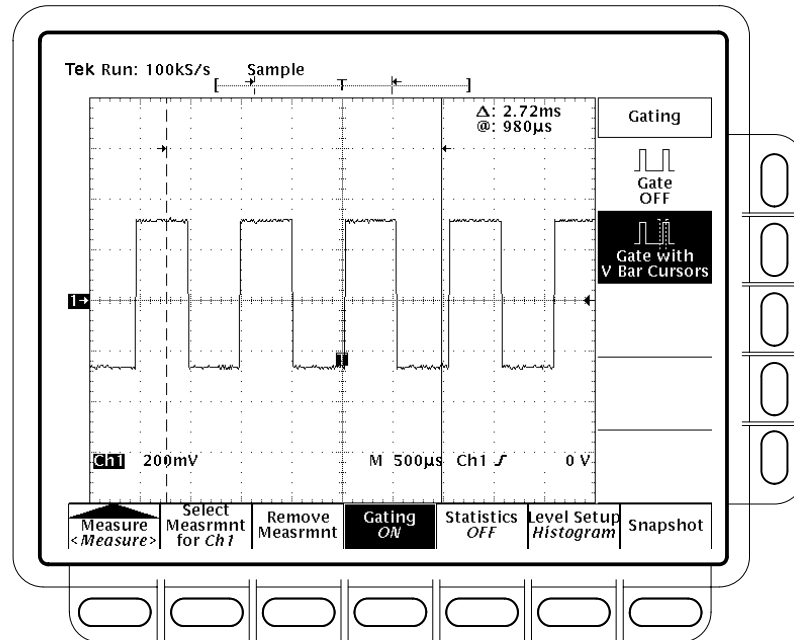 Tek Run: 100kS/s Sample
[ T ]
Δ: 2.72ms
@: 980µs
Gating
Gate
OFF
Gate with
V Bar Cursors
1
T
Ch1 200mV M 500µs Ch1 0 V
Measure
<Measure>
Select
Measrmnt
for Ch1
Remove
Measrmnt
Gating
ON
Statistics
OFF
Level Setup
Histogram
Snapshot